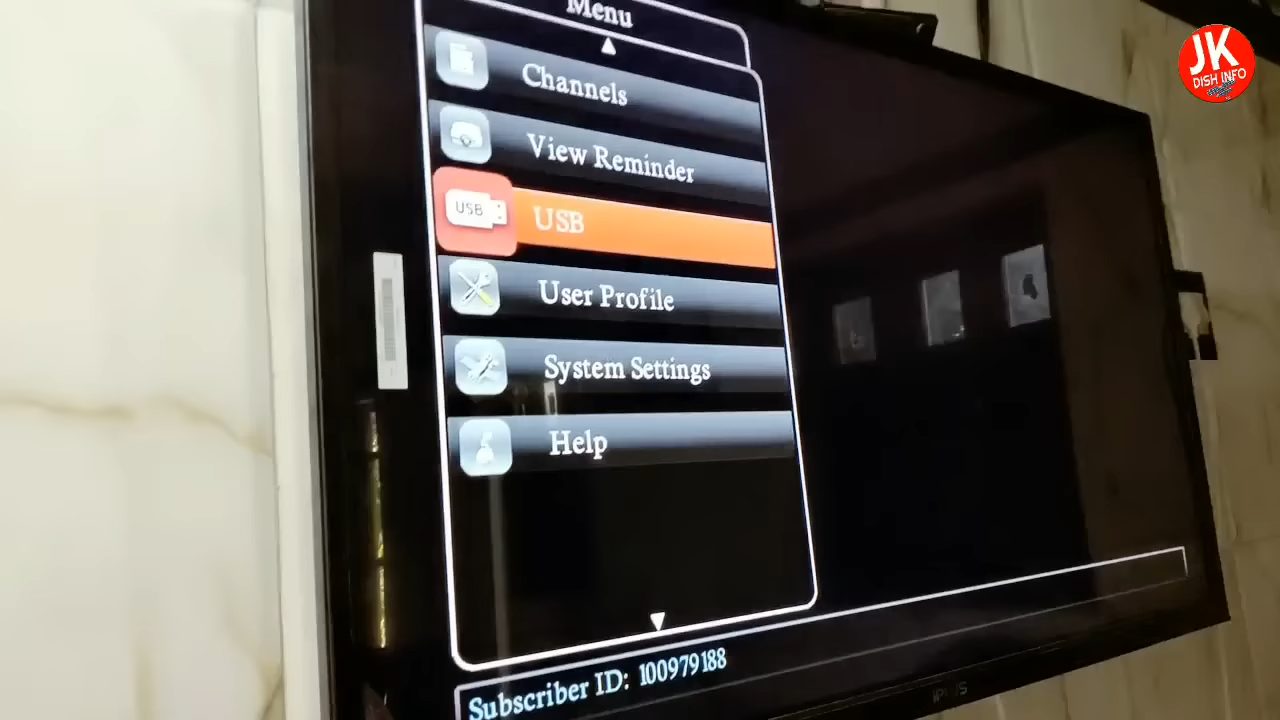 Menu
JK
DISH INFO
Channels
View Reminder
USB
USB
User Profile
System Settings
Help
Subscriber ID: 100979188